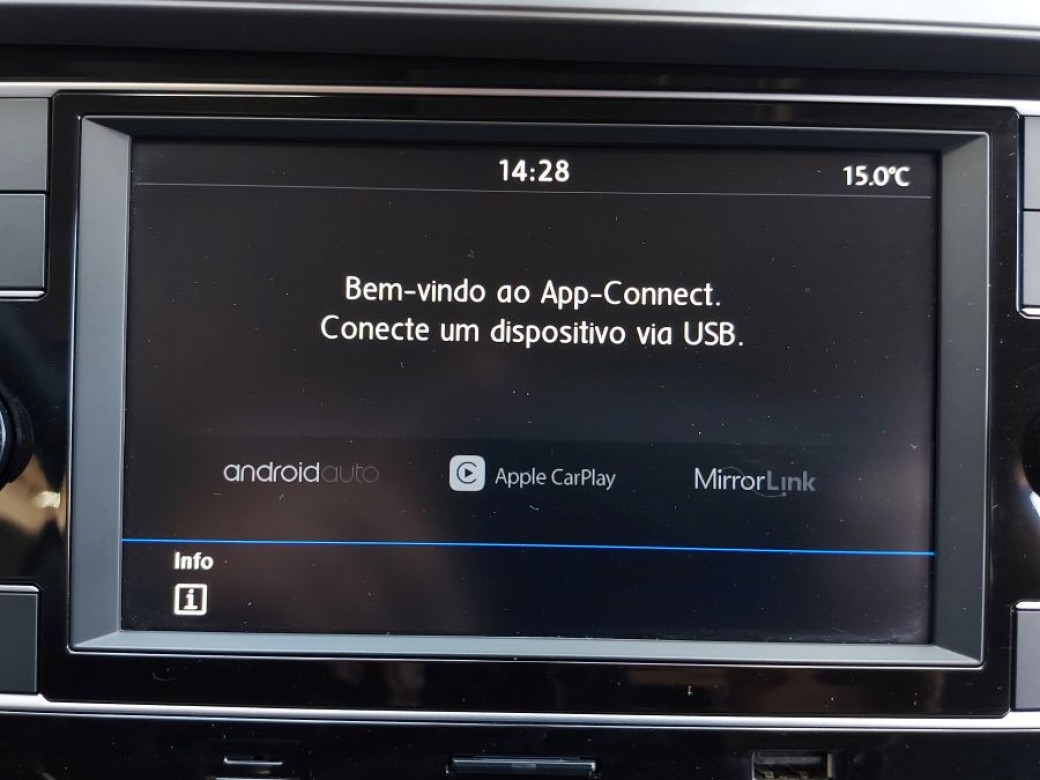 14:28 15.0°C
Bem-vindo ao App-Connect.
Conecte um dispositivo via USB.
androidauto Apple CarPlay MirrorLink
Info
i